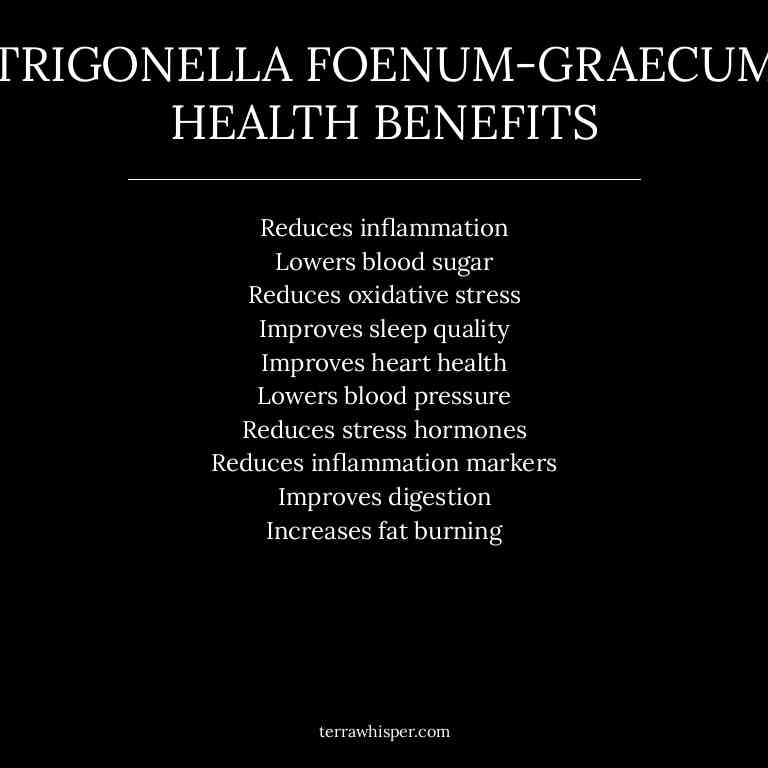 TRIGONELLA FOENUM-GRAECUM
HEALTH BENEFITS
Reduces inflammation
Lowers blood sugar
Reduces oxidative stress
Improves sleep quality
Improves heart health
Lowers blood pressure
Reduces stress hormones
Reduces inflammation markers
Improves digestion
Increases fat burning
terrawhisper.com